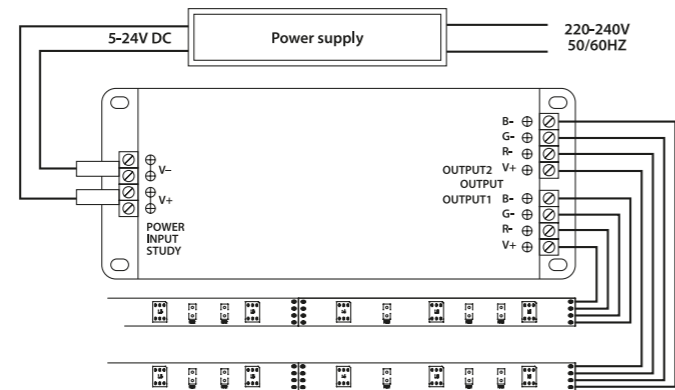 5-24V DC
Power supply
220-240V
50/60HZ
B-
G-
R-
OUTPUT2 V+
OUTPUT
OUTPUT1 B-
G-
R-
V+
V-
V+
POWER
INPUT
STUDY